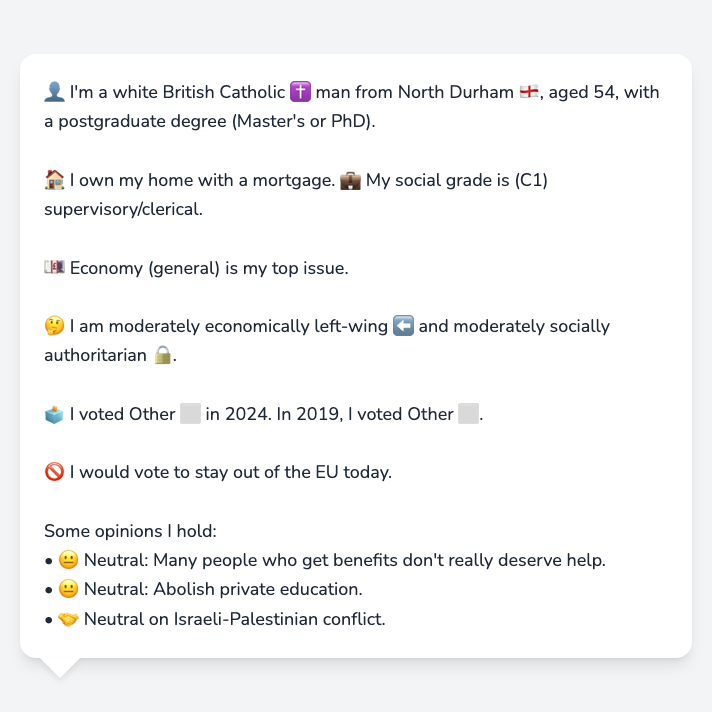 👤 I'm a white British Catholic ✝️ man from North Durham 🏴󠁧󠁢󠁥󠁮󠁧󠁿, aged 54, with
a postgraduate degree (Master's or PhD).
🏠 I own my home with a mortgage. 💼 My social grade is (C1)
supervisory/clerical.
💷 Economy (general) is my top issue.
🤔 I am moderately economically left-wing ⬅️ and moderately socially
authoritarian 🔒.
🗳️ I voted Other ⬜ in 2024. In 2019, I voted Other ⬜.
🚫 I would vote to stay out of the EU today.
Some opinions I hold:
• 😐 Neutral: Many people who get benefits don't really deserve help.
• 😐 Neutral: Abolish private education.
• 🤝 Neutral on Israeli-Palestinian conflict.